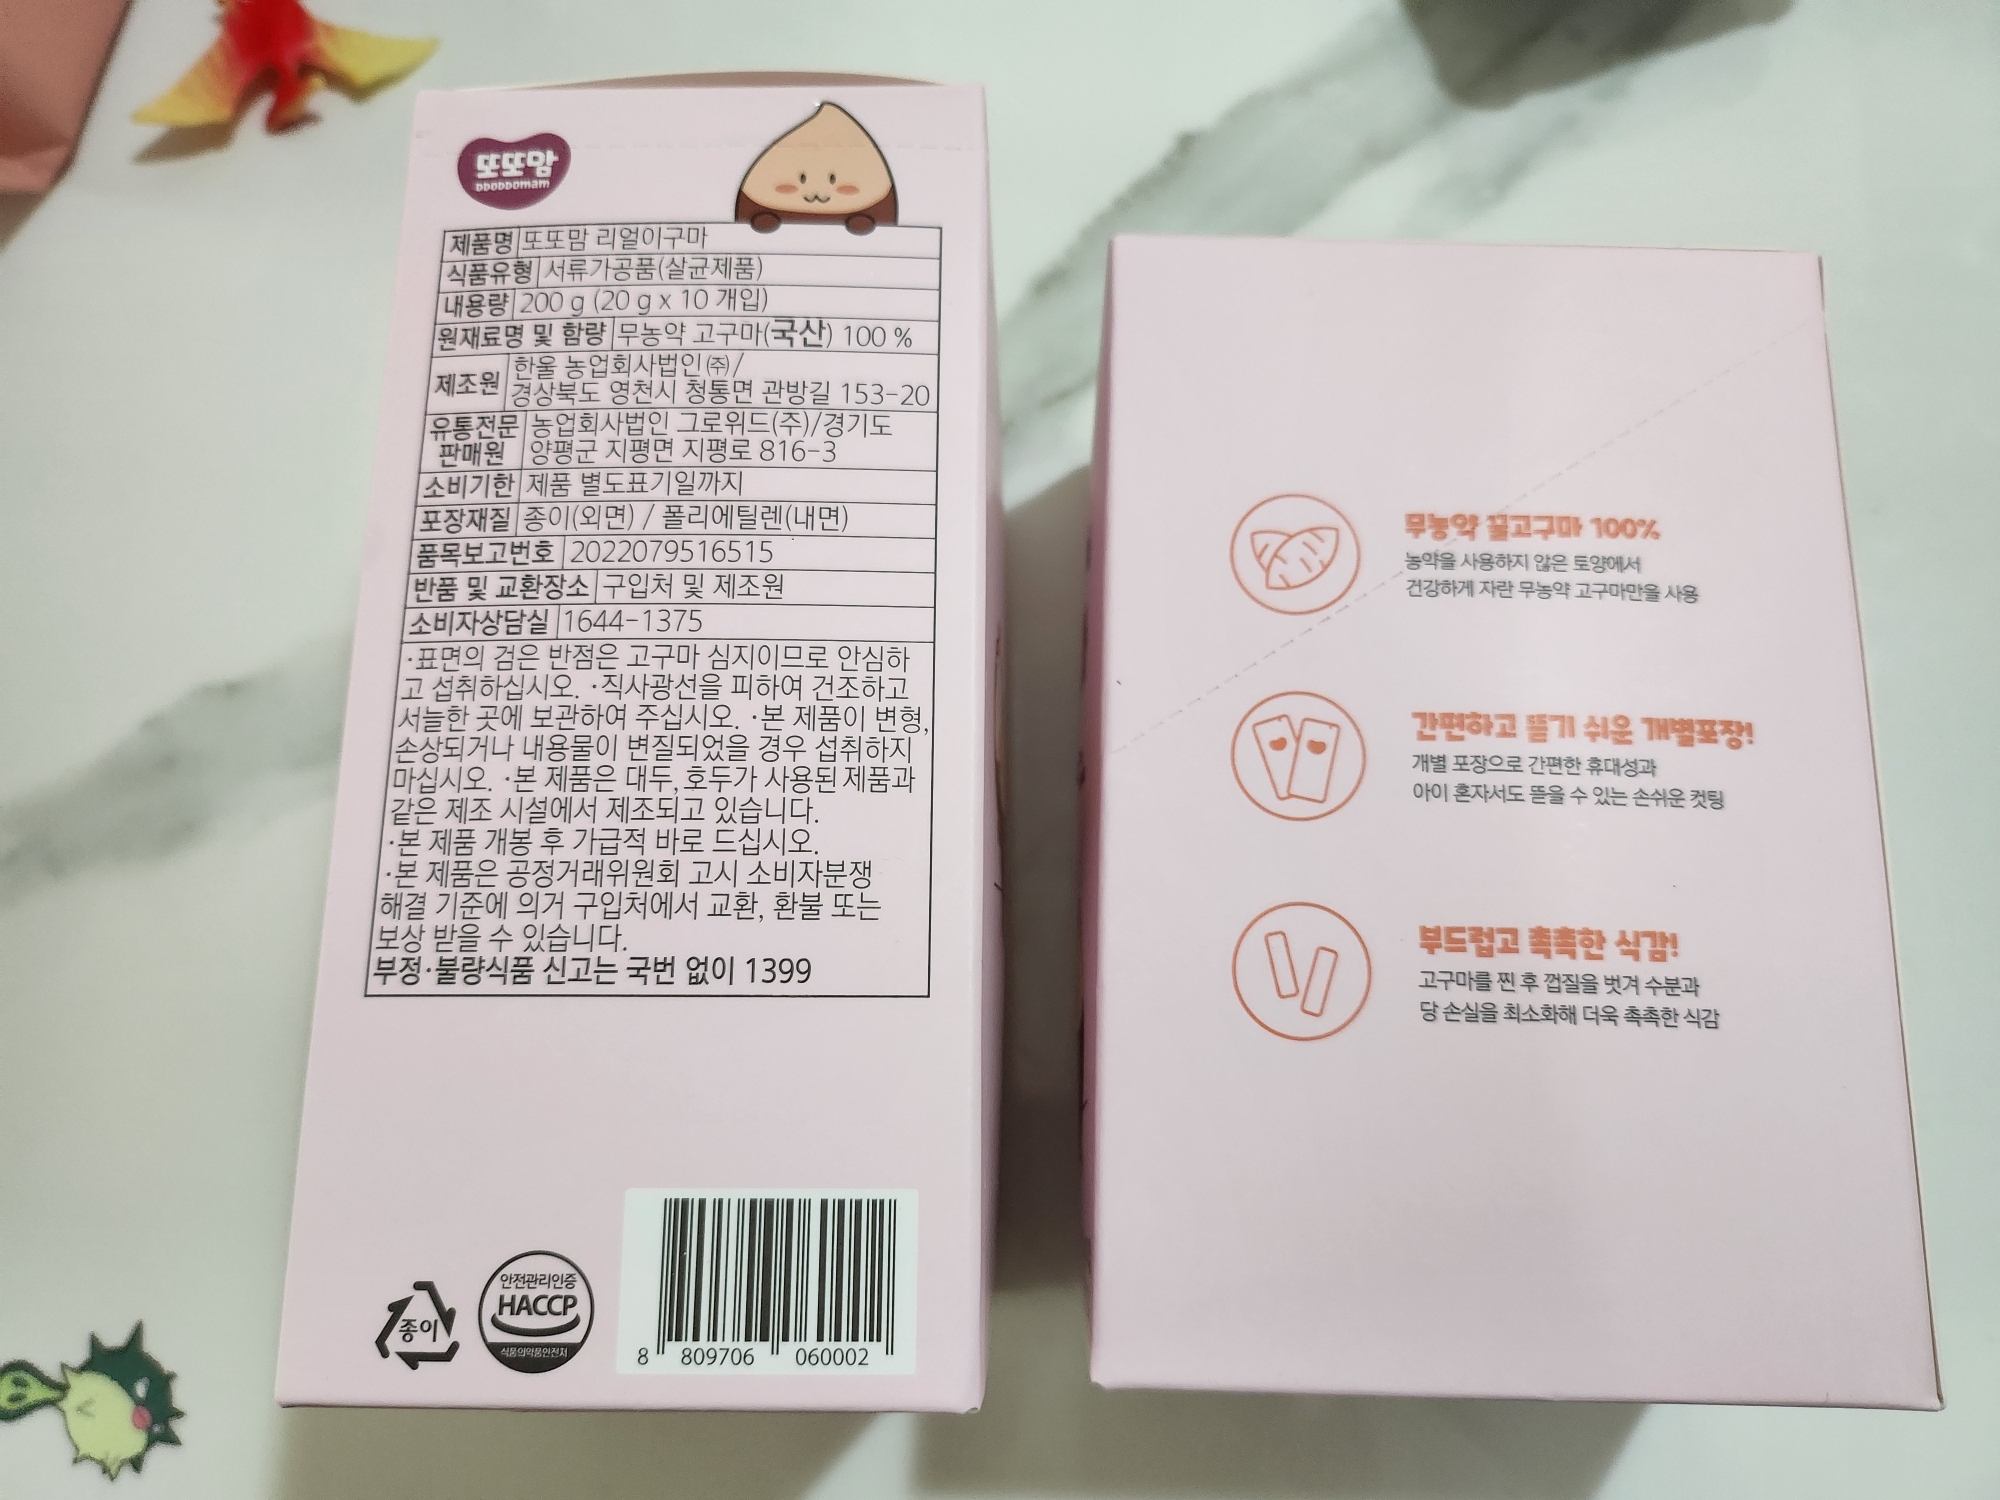 또또맘
DDODDOmam
제품명 또또맘 리얼이구마
식품유형 서류가공품(살균제품)
내용량 200 g (20 g x 10 개입)
원재료명 및 함량 무농약 고구마(국산) 100 %
제조원 한울 농업회사법인㈜/
경상북도 영천시 청통면 관방길 153-20
유통전문 판매원 농업회사법인 그로위드(주)/경기도
양평군 지평면 지평로 816-3
소비기한 제품 별도표기일까지
포장재질 종이(외면) / 폴리에틸렌(내면)
품목보고번호 2022079516515
반품 및 교환장소 구입처 및 제조원
소비자상담실 1644-1375
·표면의 검은 반점은 고구마 심지이므로 안심하
고 섭취하십시오. ·직사광선을 피하여 건조하고
서늘한 곳에 보관하여 주십시오. ·본 제품이 변형,
손상되거나 내용물이 변질되었을 경우 섭취하지
마십시오. ·본 제품은 대두, 호두가 사용된 제품과
같은 제조 시설에서 제조되고 있습니다.
·본 제품 개봉 후 가급적 바로 드십시오.
·본 제품은 공정거래위원회 고시 소비자분쟁
해결 기준에 의거 구입처에서 교환, 환불 또는
보상 받을 수 있습니다.
부정·불량식품 신고는 국번 없이 1399
종이
안전관리인증
HACCP
식품의약품안전처
8 809706 060002
무농약 꿀고구마 100%
농약을 사용하지 않은 토양에서
건강하게 자란 무농약 고구마만을 사용
간편하고 뜯기 쉬운 개별포장!
개별 포장으로 간편한 휴대성과
아이 혼자서도 뜯을 수 있는 손쉬운 컷팅
부드럽고 촉촉한 식감!
고구마를 찐 후 껍질을 벗겨 수분과
당 손실을 최소화해 더욱 촉촉한 식감